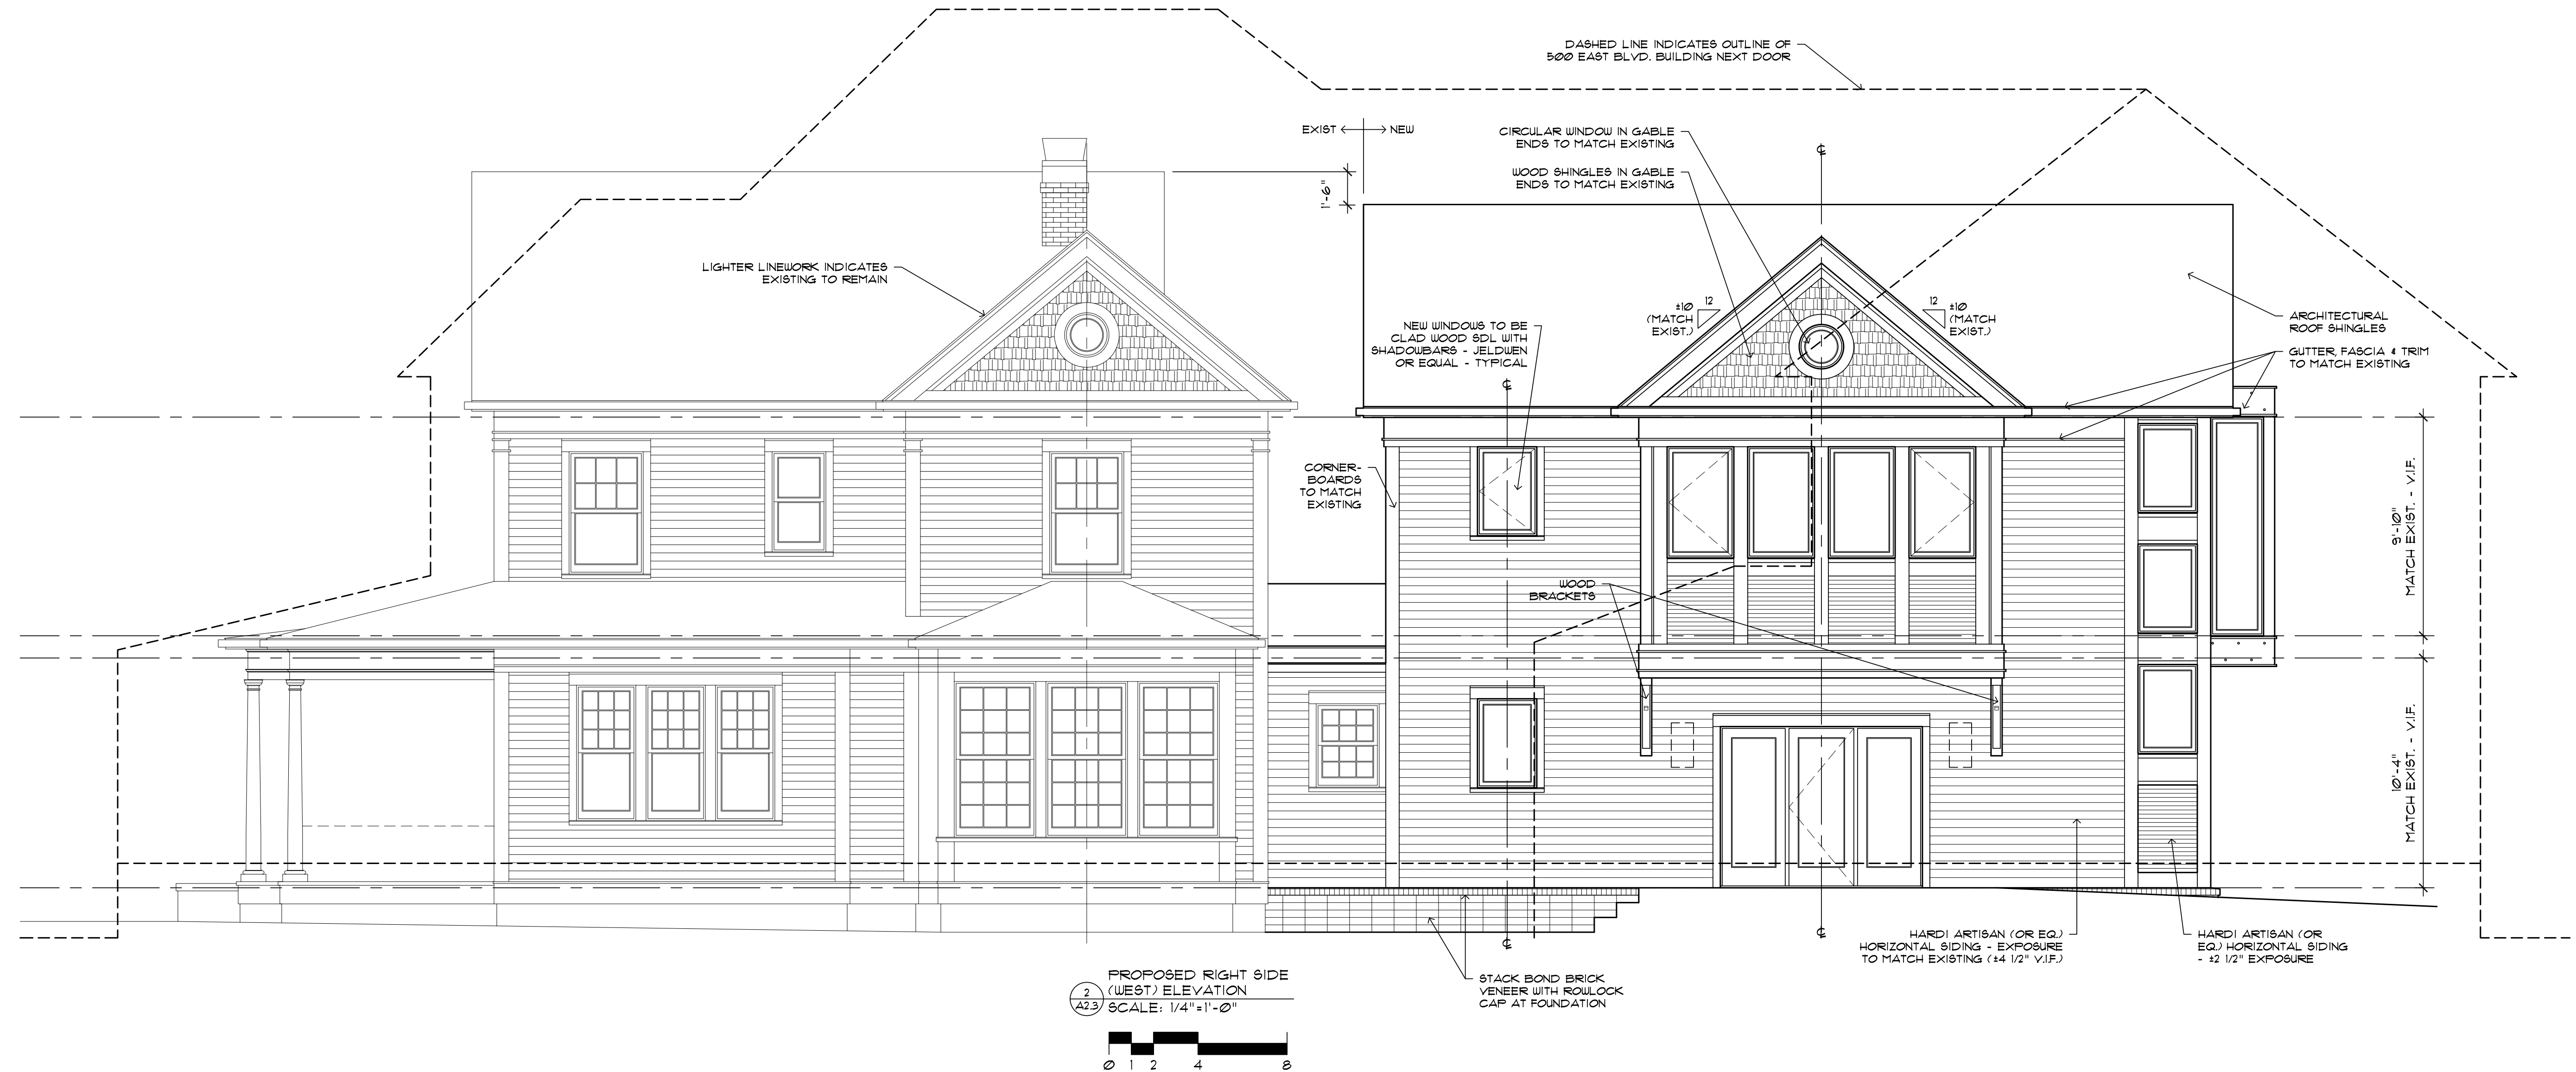 DASHED LINE INDICATES OUTLINE OF
500 EAST BLVD. BUILDING NEXT DOOR
EXIST
NEW
CIRCULAR WINDOW IN GABLE
ENDS TO MATCH EXISTING
WOOD SHINGLES IN GABLE
ENDS TO MATCH EXISTING
1'-6"
LIGHTER LINEWORK INDICATES
EXISTING TO REMAIN
12
±10
(MATCH
EXIST.)
12
±10
(MATCH
EXIST.)
NEW WINDOWS TO BE
CLAD WOOD SDL WITH
SHADOWBARS - JELDWEN
OR EQUAL - TYPICAL
ARCHITECTURAL
ROOF SHINGLES
GUTTER, FASCIA & TRIM
TO MATCH EXISTING
CORNER-
BOARDS
TO MATCH
EXISTING
9'-10"
MATCH EXIST. - V.I.F.
WOOD
BRACKETS
10'-4"
MATCH EXIST. - V.I.F.
HARDI ARTISAN (OR EQ.)
HORIZONTAL SIDING - EXPOSURE
TO MATCH EXISTING (±4 1/2" V.I.F.)
HARDI ARTISAN (OR
EQ.) HORIZONTAL SIDING
- ±2 1/2" EXPOSURE
STACK BOND BRICK
VENEER WITH ROWLOCK
CAP AT FOUNDATION
2
A2.3
PROPOSED RIGHT SIDE
(WEST) ELEVATION
SCALE: 1/4"=1'-0"
0 1 2 4 8